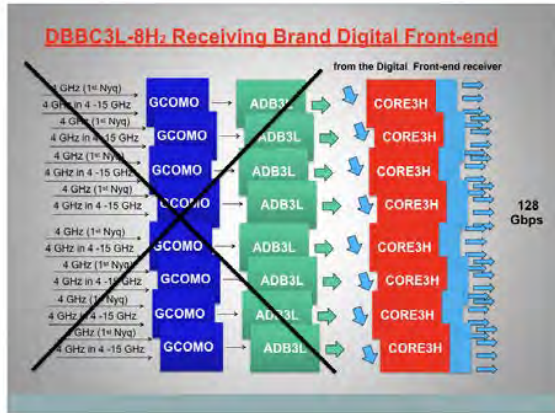 DBBC3L-8H₂ Receiving Brand Digital Front-end
from the Digital Front-end receiver
4 GHz (1st Nyq)
4 GHz in 4 -15 GHz
4 GHz (1st Nyq)
4 GHz in 4 -15 GHz
4 GHz (1st Nyq)
4 GHz in 4 -15 GHz
4 GHz (1st Nyq)
4 GHz in 4 -15 GHz
4 GHz (1st Nyq)
4 GHz in 4 -15 GHz
4 GHz (1st Nyq)
4 GHz in 4 -15 GHz
4 GHz (1st Nyq)
4 GHz in 4 -15 GHz
4 GHz (1st Nyq)
4 GHz in 4 -15 GHz
GCOMO
GCOMO
GCOMO
GCOMO
GCOMO
GCOMO
GCOMO
GCOMO
ADB3L
ADB3L
ADB3L
ADB3L
ADB3L
ADB3L
ADB3L
ADB3L
CORE3H
CORE3H
CORE3H
CORE3H
CORE3H
CORE3H
CORE3H
CORE3H
128
Gbps